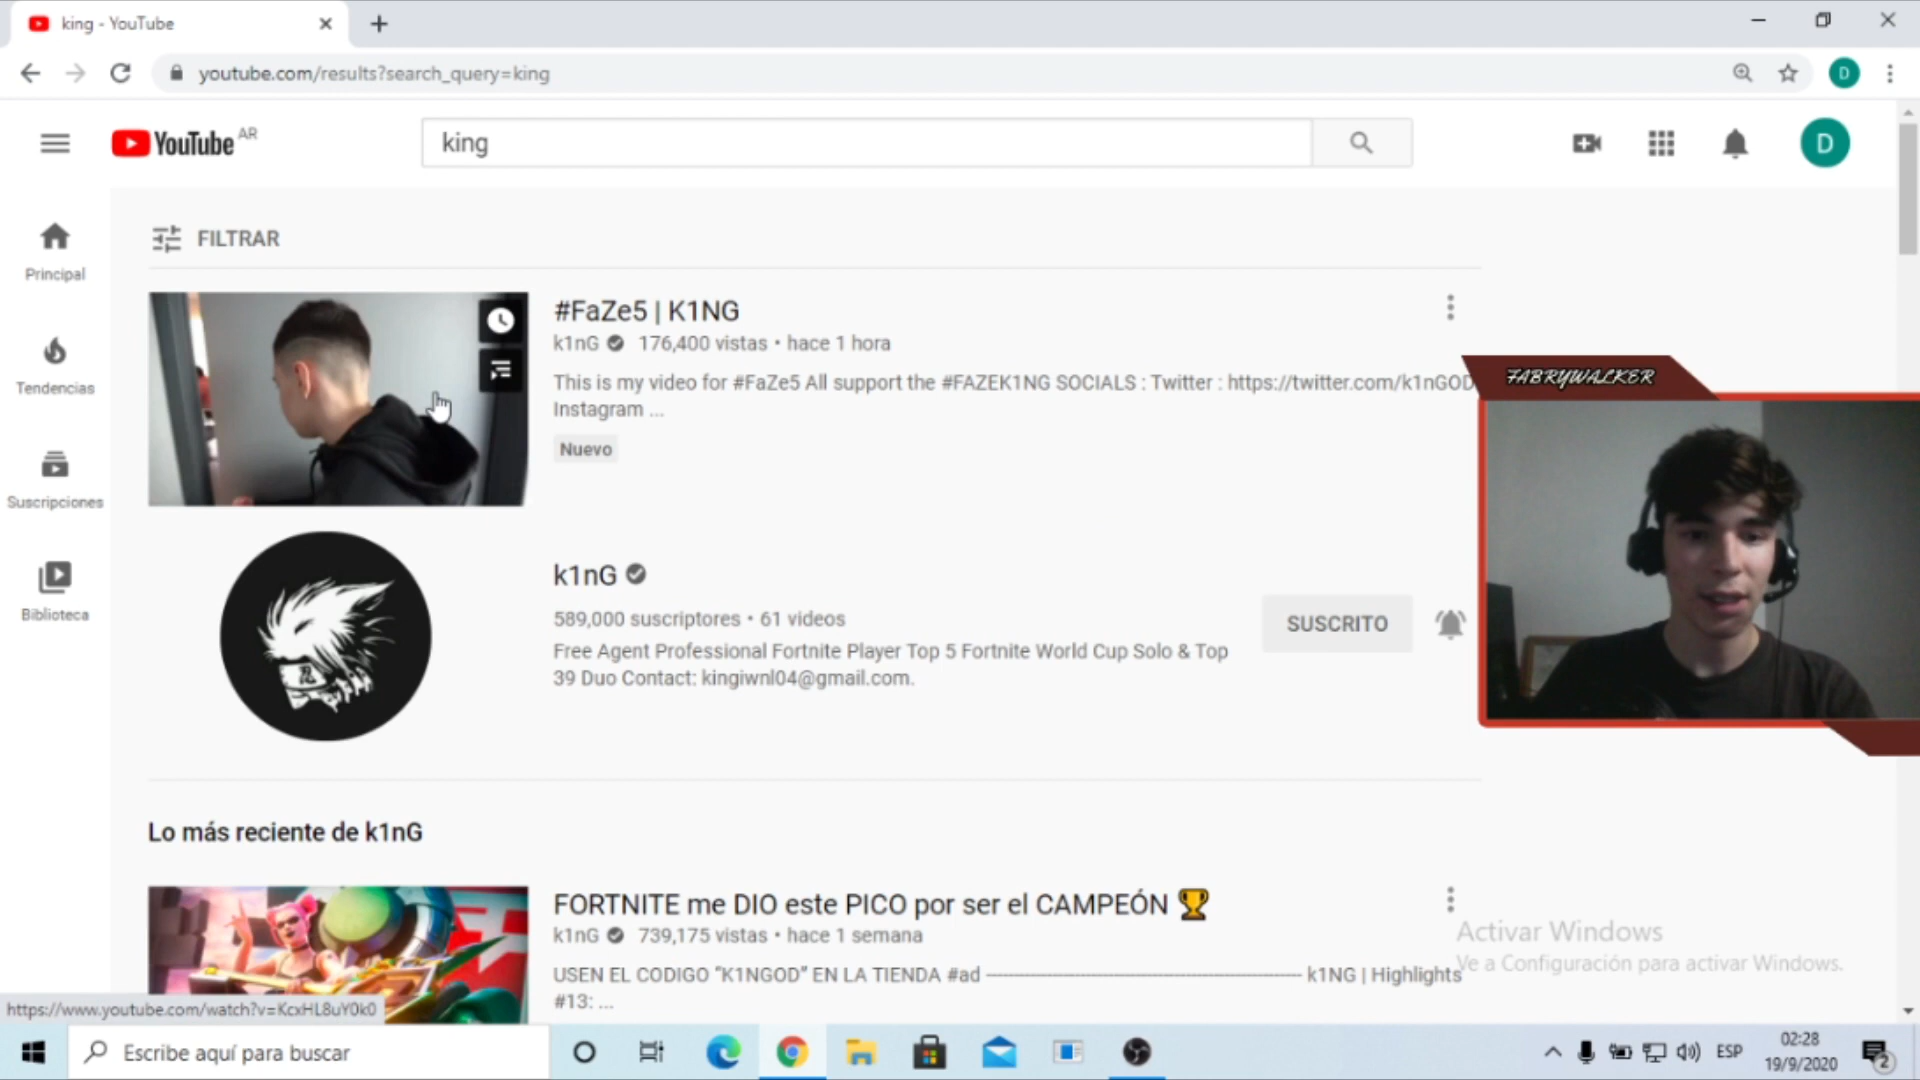 king - YouTube
youtube.com/results?search_query=king
D
YouTube AR
king
D
Principal
Tendencias
Suscripciones
Biblioteca
FILTRAR
#FaZe5 | K1NG
k1nG 176,400 vistas • hace 1 hora
This is my video for #FaZe5 All support the #FAZEK1NG SOCIALS : Twitter : https://twitter.com/k1nGOD
Instagram ...
Nuevo
FABRYWALKER
k1nG
589,000 suscriptores • 61 videos
Free Agent Professional Fortnite Player Top 5 Fortnite World Cup Solo & Top
39 Duo Contact: kingiwnl04@gmail.com.
SUSCRITO
Lo más reciente de k1nG
FORTNITE me DIO este PICO por ser el CAMPEÓN 🏆
k1nG 739,175 vistas • hace 1 semana
USEN EL CODIGO "K1NGOD" EN LA TIENDA #ad ------------------------------------------------------- k1NG | Highlights
#13: ...
Activar Windows
Ve a Configuración para activar Windows.
https://www.youtube.com/watch?v=KcxHL8uY0k0
Escribe aquí para buscar
ESP
02:28
19/9/2020
2